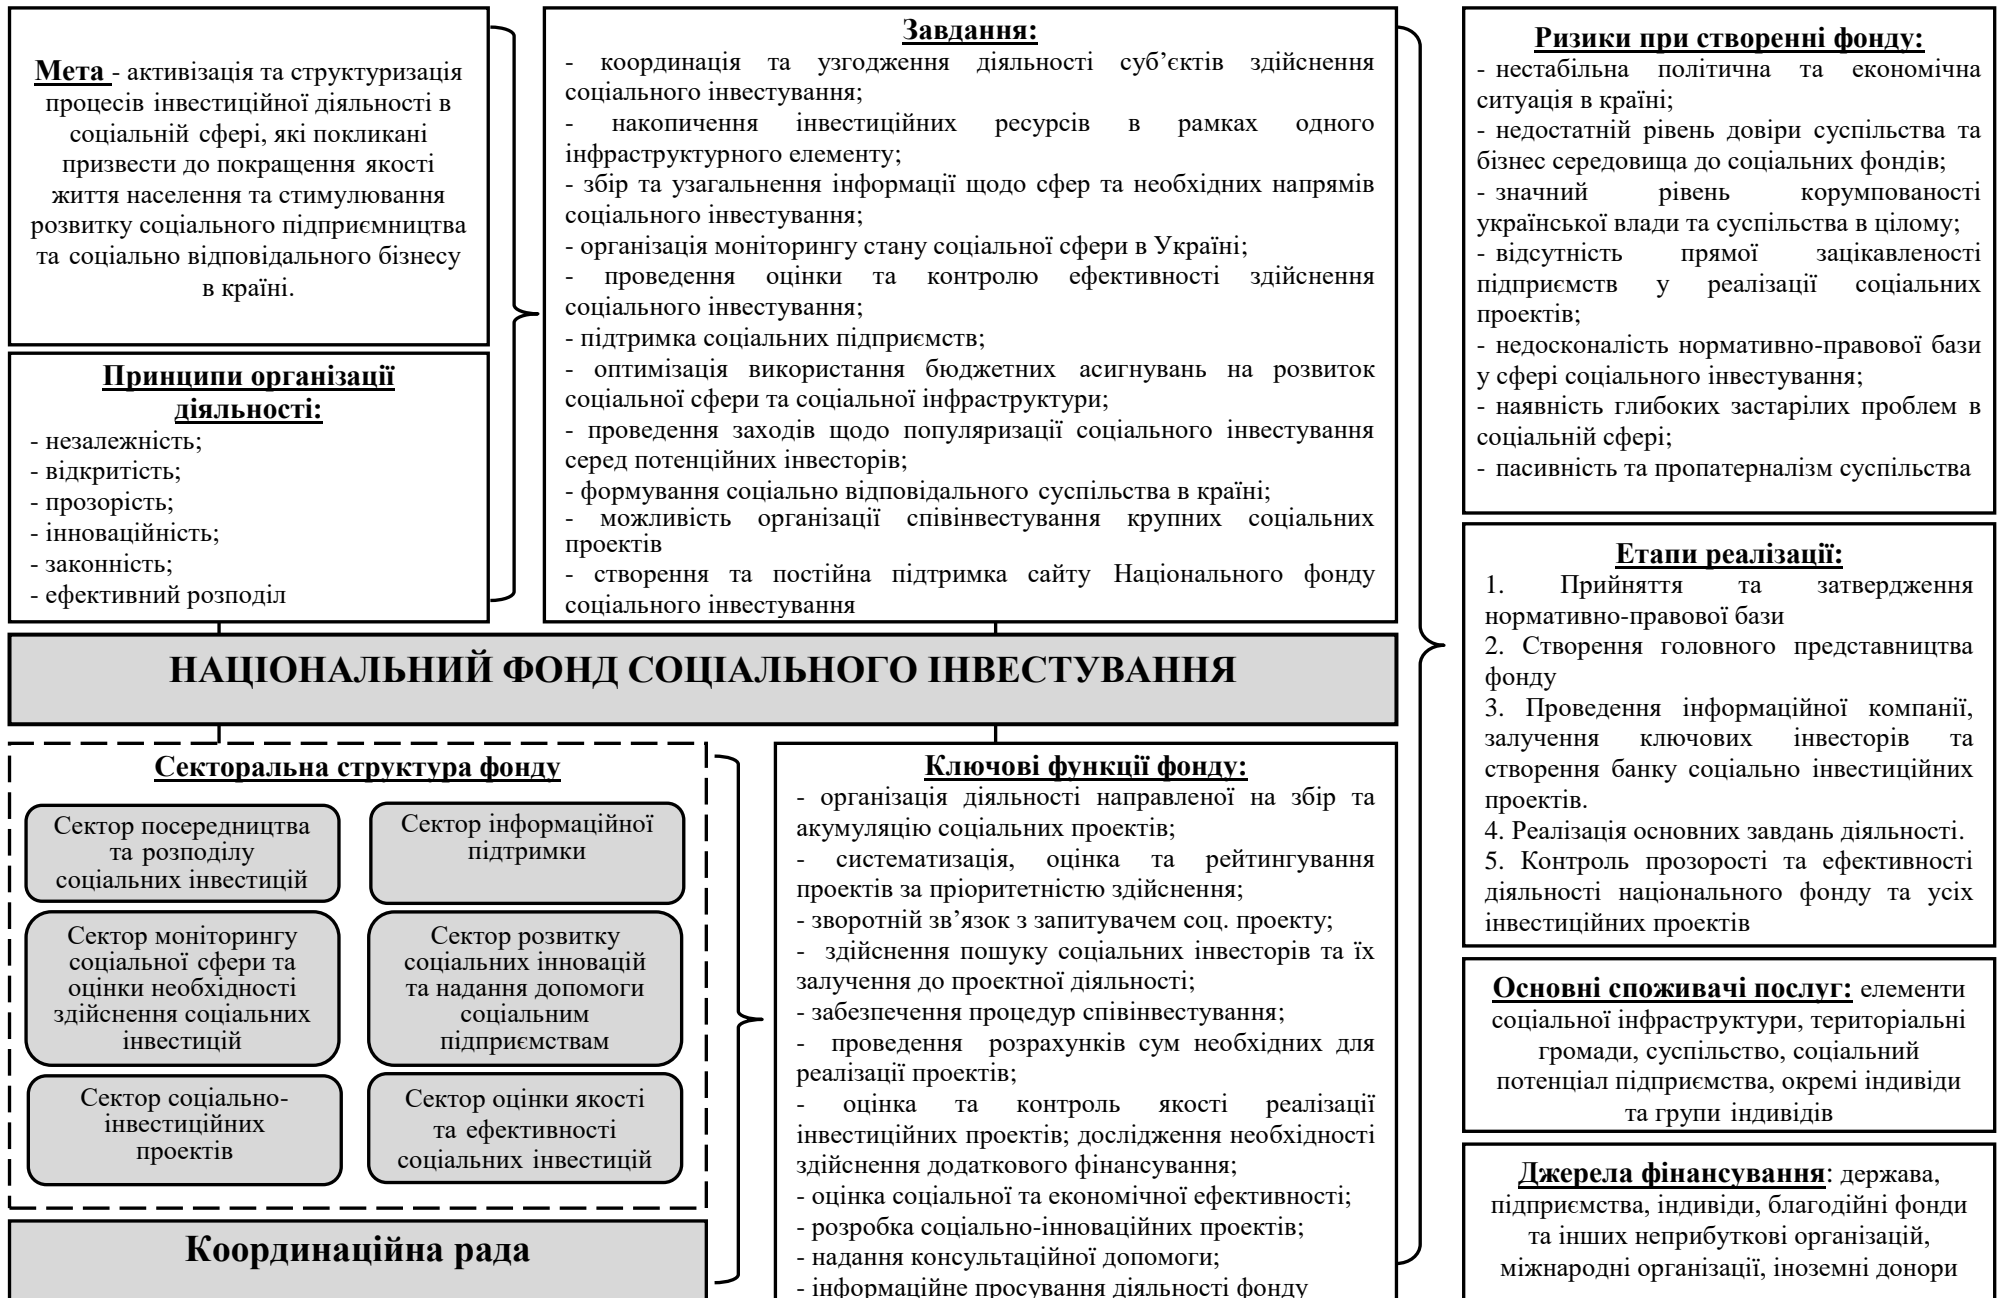 Мета - активізація та структуризація
процесів інвестиційної діяльності в
соціальній сфері, які покликані
призвести до покращення якості
життя населення та стимулювання
розвитку соціального підприємництва
та соціально відповідального бізнесу
в країні.
Принципи організації
діяльності:
- незалежність;
- відкритість;
- прозорість;
- інноваційність;
- законність;
- ефективний розподіл
Завдання:
- координація та узгодження діяльності суб’єктів здійснення
соціального інвестування;
- накопичення інвестиційних ресурсів в рамках одного
інфраструктурного елементу;
- збір та узагальнення інформації щодо сфер та необхідних напрямів
соціального інвестування;
- організація моніторингу стану соціальної сфери в Україні;
- проведення оцінки та контролю ефективності здійснення
соціального інвестування;
- підтримка соціальних підприємств;
- оптимізація використання бюджетних асигнувань на розвиток
соціальної сфери та соціальної інфраструктури;
- проведення заходів щодо популяризації соціального інвестування
серед потенційних інвесторів;
- формування соціально відповідального суспільства в країні;
- можливість організації співінвестування крупних соціальних
проектів
- створення та постійна підтримка сайту Національного фонду
соціального інвестування
НАЦІОНАЛЬНИЙ ФОНД СОЦІАЛЬНОГО ІНВЕСТУВАННЯ
Секторальна структура фонду
Сектор посередництва
та розподілу
соціальних інвестицій
Сектор інформаційної
підтримки
Сектор моніторингу
соціальної сфери та
оцінки необхідності
здійснення соціальних
інвестицій
Сектор розвитку
соціальних інновацій
та надання допомоги
соціальним
підприємствам
Сектор соціально-
інвестиційних
проектів
Сектор оцінки якості
та ефективності
соціальних інвестицій
Координаційна рада
Ключові функції фонду:
- організація діяльності направленої на збір та
акумуляцію соціальних проектів;
- систематизація, оцінка та рейтингування
проектів за пріоритетністю здійснення;
- зворотній зв’язок з запитувачем соц. проекту;
- здійснення пошуку соціальних інвесторів та їх
залучення до проектної діяльності;
- забезпечення процедур співінвестування;
- проведення розрахунків сум необхідних для
реалізації проектів;
- оцінка та контроль якості реалізації
інвестиційних проектів; дослідження необхідності
здійснення додаткового фінансування;
- оцінка соціальної та економічної ефективності;
- розробка соціально-інноваційних проектів;
- надання консультаційної допомоги;
- інформаційне просування діяльності фонду
Ризики при створенні фонду:
- нестабільна політична та економічна
ситуація в країні;
- недостатній рівень довіри суспільства та
бізнес середовища до соціальних фондів;
- значний рівень корумпованості
української влади та суспільства в цілому;
- відсутність прямої зацікавленості
підприємств у реалізації соціальних
проектів;
- недосконалість нормативно-правової бази
у сфері соціального інвестування;
- наявність глибоких застарілих проблем в
соціальній сфері;
- пасивність та пропатерналізм суспільства
Етапи реалізації:
1. Прийняття та затвердження
нормативно-правової бази
2. Створення головного представництва
фонду
3. Проведення інформаційної компанії,
залучення ключових інвесторів та
створення банку соціально інвестиційних
проектів.
4. Реалізація основних завдань діяльності.
5. Контроль прозорості та ефективності
діяльності національного фонду та усіх
інвестиційних проектів
Основні споживачі послуг: елементи
соціальної інфраструктури, територіальні
громади, суспільство, соціальний
потенціал підприємства, окремі індивіди
та групи індивідів
Джерела фінансування: держава,
підприємства, індивіди, благодійні фонди
та інших неприбуткові організацій,
міжнародні організації, іноземні донори